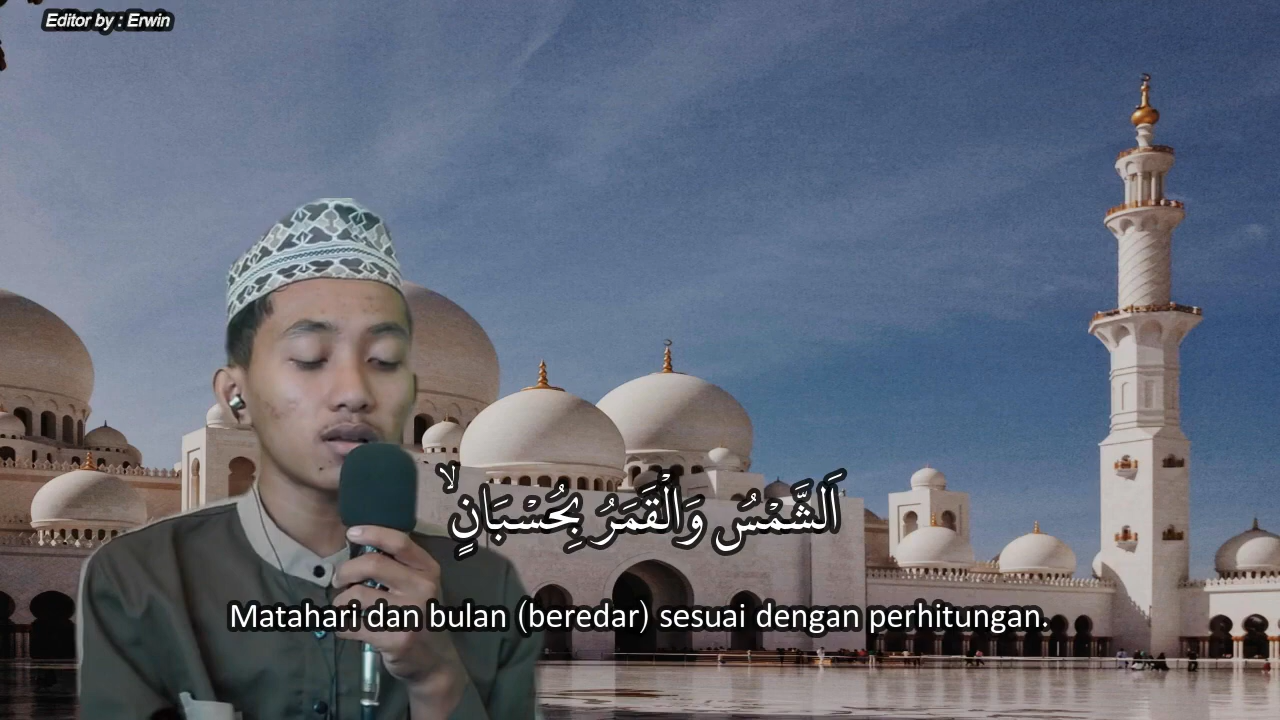 Editor by : Erwin
اَلشَّمْسُ وَالْقَمَرُ بِحُسْبَانٍۙ
Matahari dan bulan (beredar) sesuai dengan perhitungan.